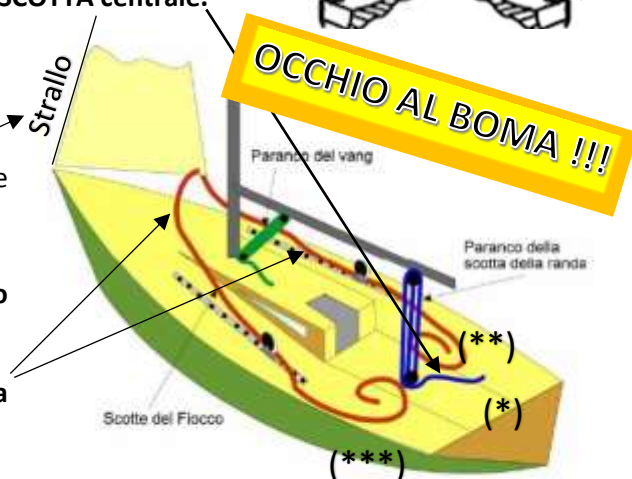 SCOTTA centrale.
OCCHIO AL BOMA !!!
Strallo
Paranco del vang
e
Paranco della
scotta della randa
o
(**)
a
(*)
Scotte del Fiocco
(***)